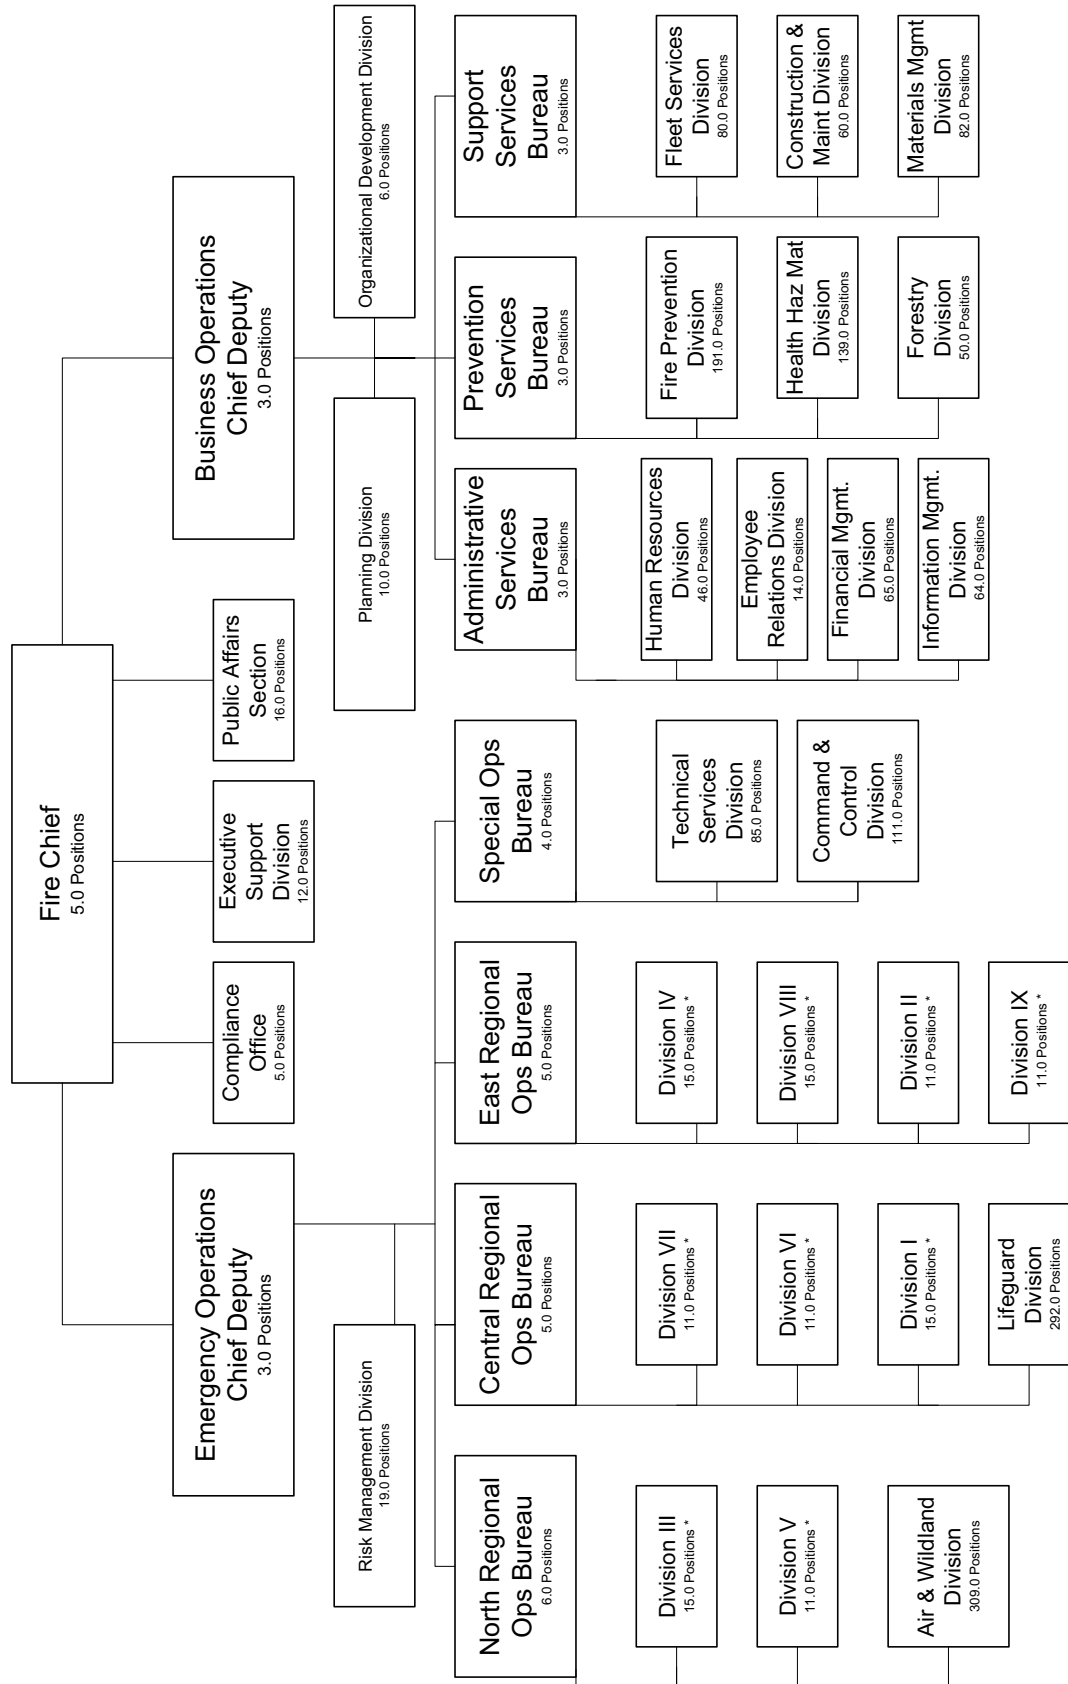 Fire Chief
5.0 Positions
Emergency Operations
Chief Deputy
3.0 Positions
Compliance
Office
5.0 Positions
Executive
Support
Division
12.0 Positions
Public Affairs
Section
16.0 Positions
Business Operations
Chief Deputy
3.0 Positions
Risk Management Division
19.0 Positions
Planning Division
10.0 Positions
Organizational Development Division
6.0 Positions
North Regional
Ops Bureau
6.0 Positions
Central Regional
Ops Bureau
5.0 Positions
East Regional
Ops Bureau
5.0 Positions
Special Ops
Bureau
4.0 Positions
Administrative
Services
Bureau
3.0 Positions
Prevention
Services
Bureau
3.0 Positions
Support
Services
Bureau
3.0 Positions
Division III
15.0 Positions *
Division V
11.0 Positions *
Air & Wildland
Division
309.0 Positions
Division VII
11.0 Positions *
Division VI
11.0 Positions *
Division I
15.0 Positions *
Lifeguard
Division
292.0 Positions
Division IV
15.0 Positions *
Division VIII
15.0 Positions *
Division II
11.0 Positions *
Division IX
11.0 Positions *
Technical
Services
Division
85.0 Positions
Command &
Control
Division
111.0 Positions
Human Resources
Division
46.0 Positions
Employee
Relations Division
14.0 Positions
Financial Mgmt.
Division
65.0 Positions
Information Mgmt.
Division
64.0 Positions
Fire Prevention
Division
191.0 Positions
Health Haz Mat
Division
139.0 Positions
Forestry
Division
50.0 Positions
Fleet Services
Division
80.0 Positions
Construction &
Maint Division
60.0 Positions
Materials Mgmt
Division
82.0 Positions